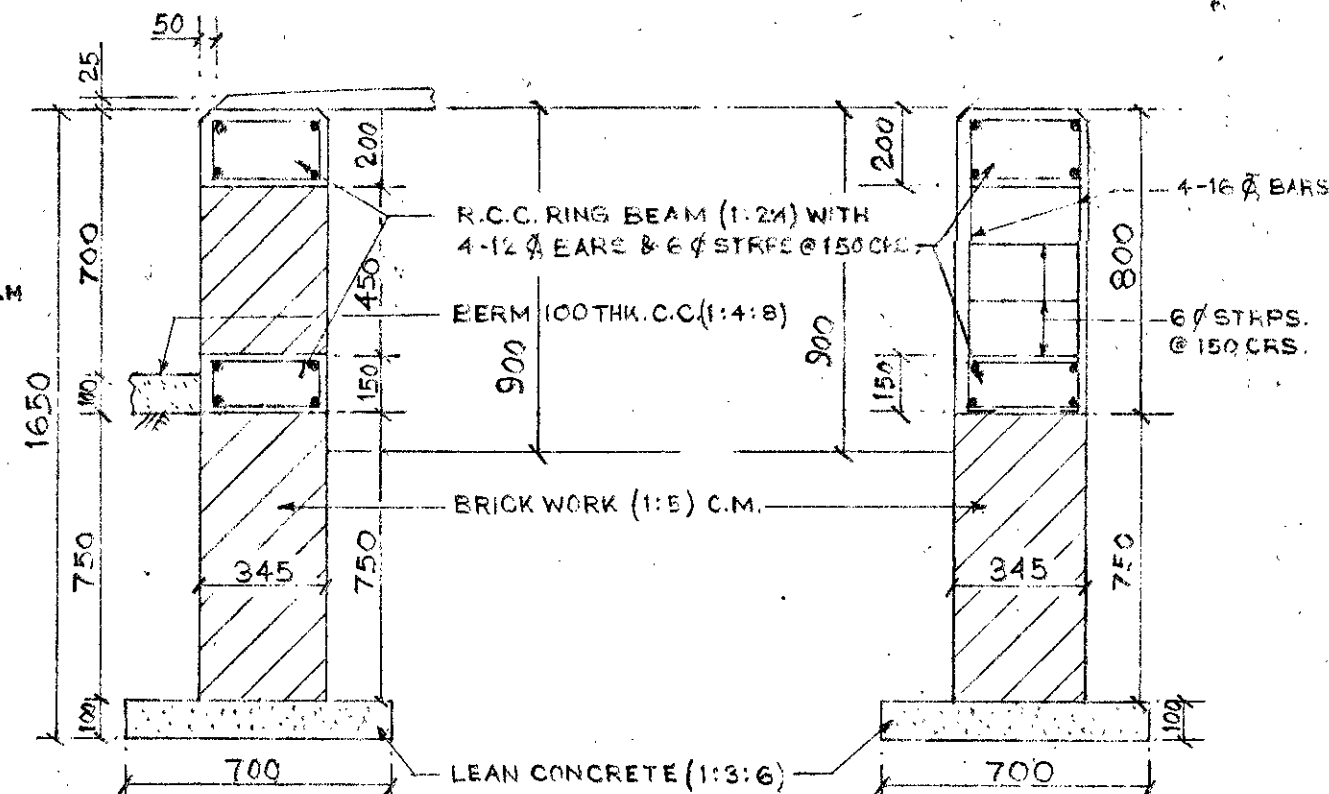 50
25
200
200
4-16 Ø BARS
R.C.C. RING BEAM (1:2:4) WITH
4-12 Ø BARS & 6 Ø STRPS @ 150 CRS.
700
450
800
BERM 100 THK. C.C. (1:4:8)
6 Ø STRPS.
@ 150 CRS.
900
900
100
150
150
1650
BRICK WORK (1:5) C.M.
750
345
750
345
750
100
100
700
LEAN CONCRETE (1:3:6)
700